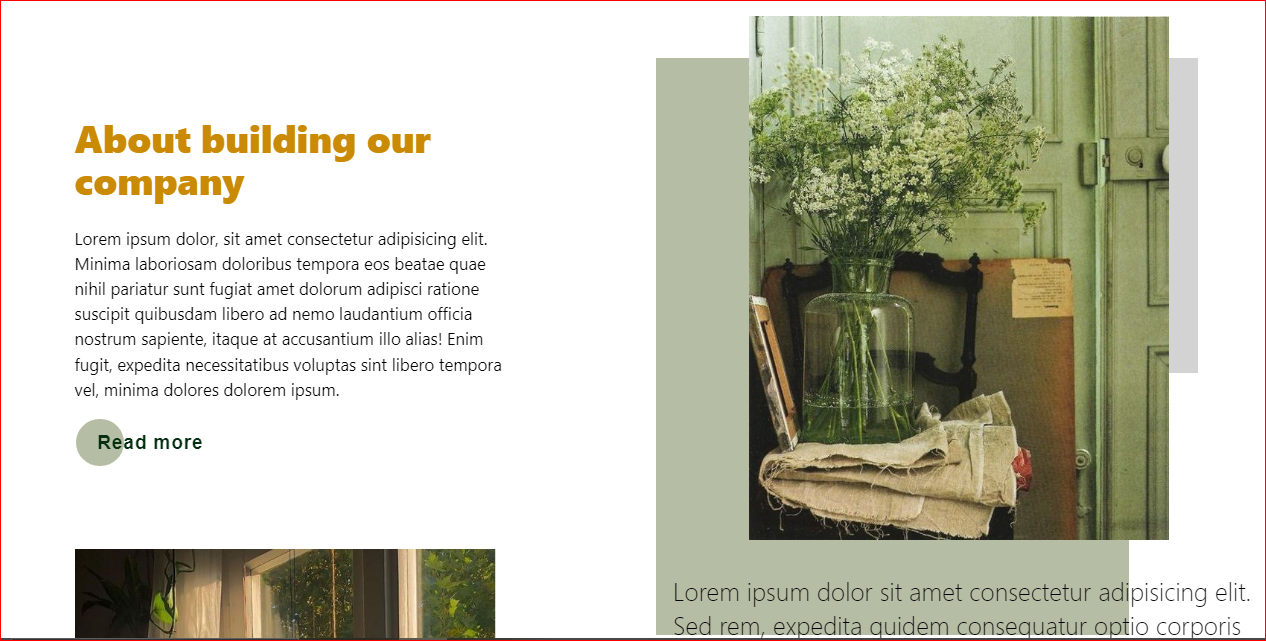 About building our
company
Lorem ipsum dolor, sit amet consectetur adipisicing elit.
Minima laboriosam doloribus tempora eos beatae quae
nihil pariatur sunt fugiat amet dolorum adipisci ratione
suscipit quibusdam libero ad nemo laudantium officia
nostrum sapiente, itaque at accusantium illo alias! Enim
fugit, expedita necessitatibus voluptas sint libero tempora
vel, minima dolores dolorem ipsum.
Read more
Lorem ipsum dolor sit amet consectetur adipisicing elit.
Sed rem, expedita quidem consequatur optio corporis